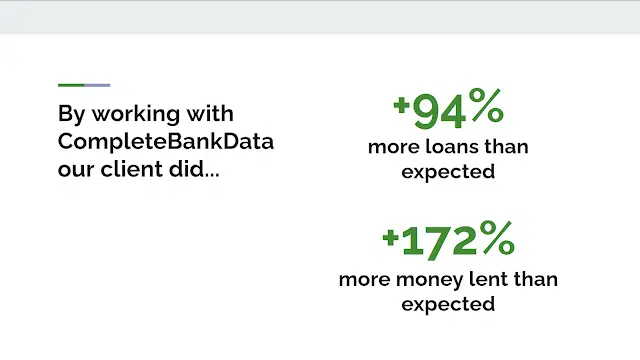 By working with
CompleteBankData
our client did...
+94%
more loans than
expected
+172%
more money lent than
expected